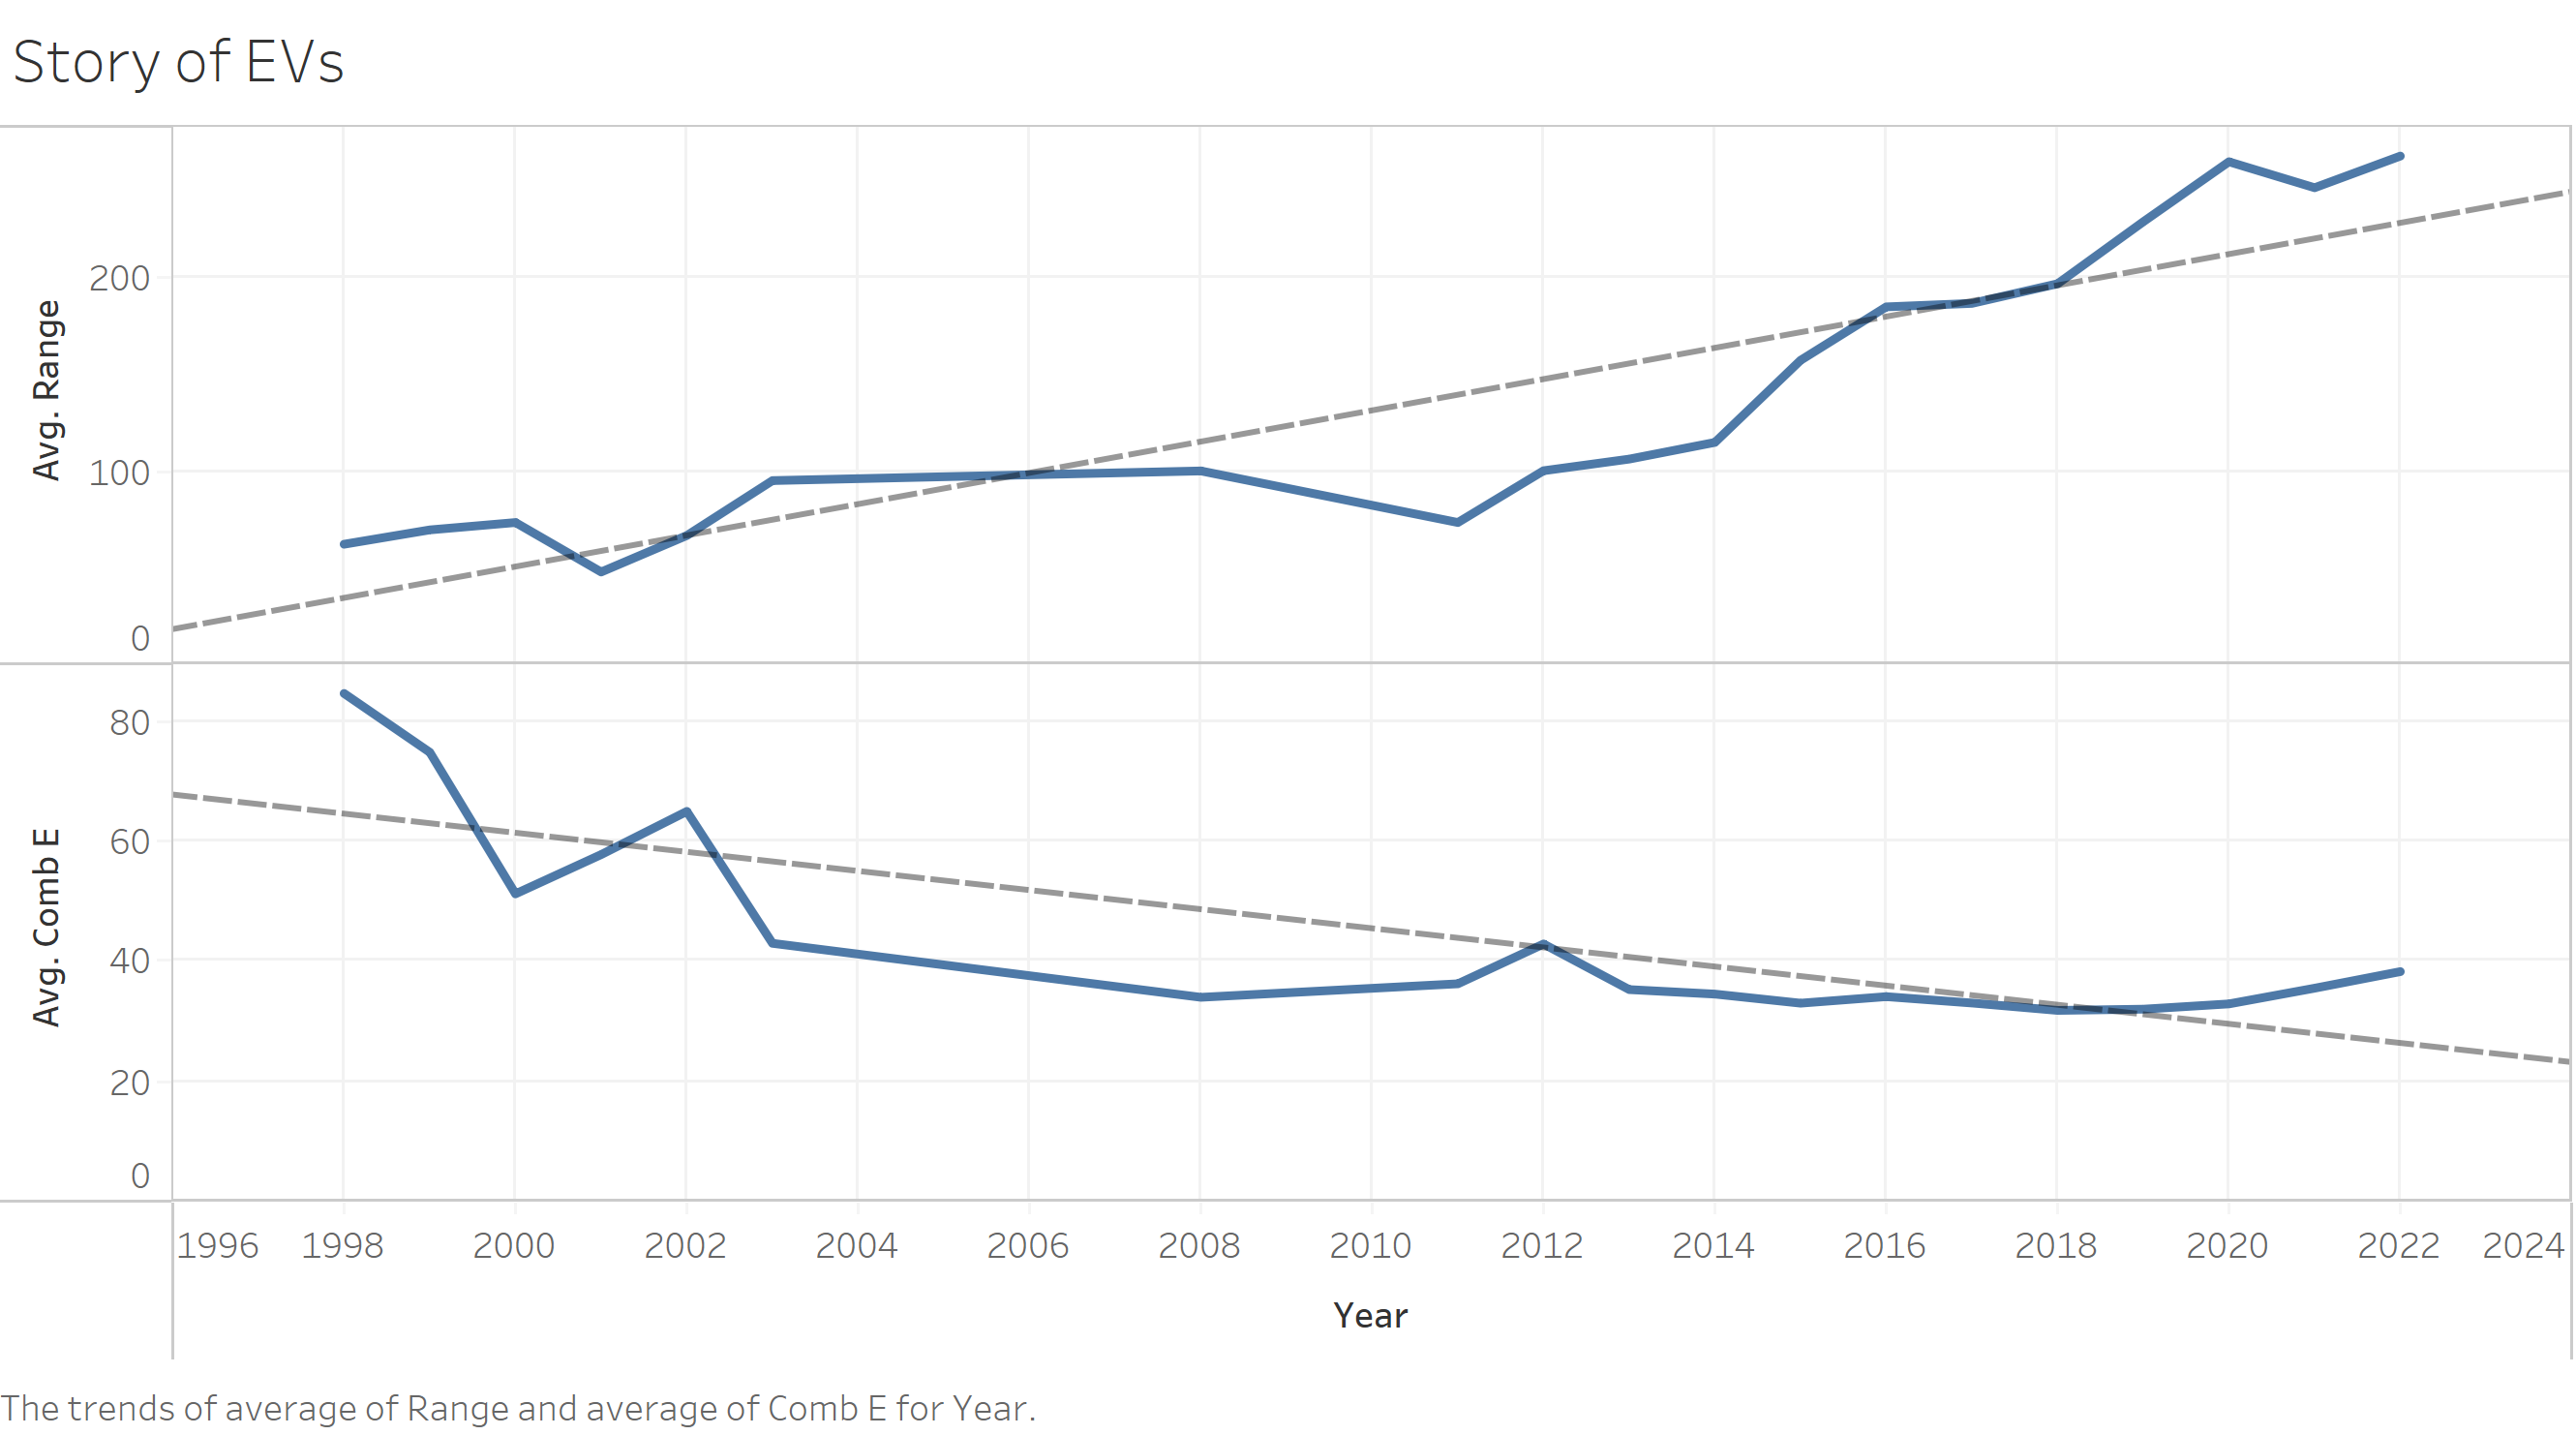 Story of EVs
Avg. Range
200
100
0
Avg. Comb E
80
60
40
20
0
1996 1998 2000 2002 2004 2006 2008 2010 2012 2014 2016 2018 2020 2022 2024
Year
The trends of average of Range and average of Comb E for Year.